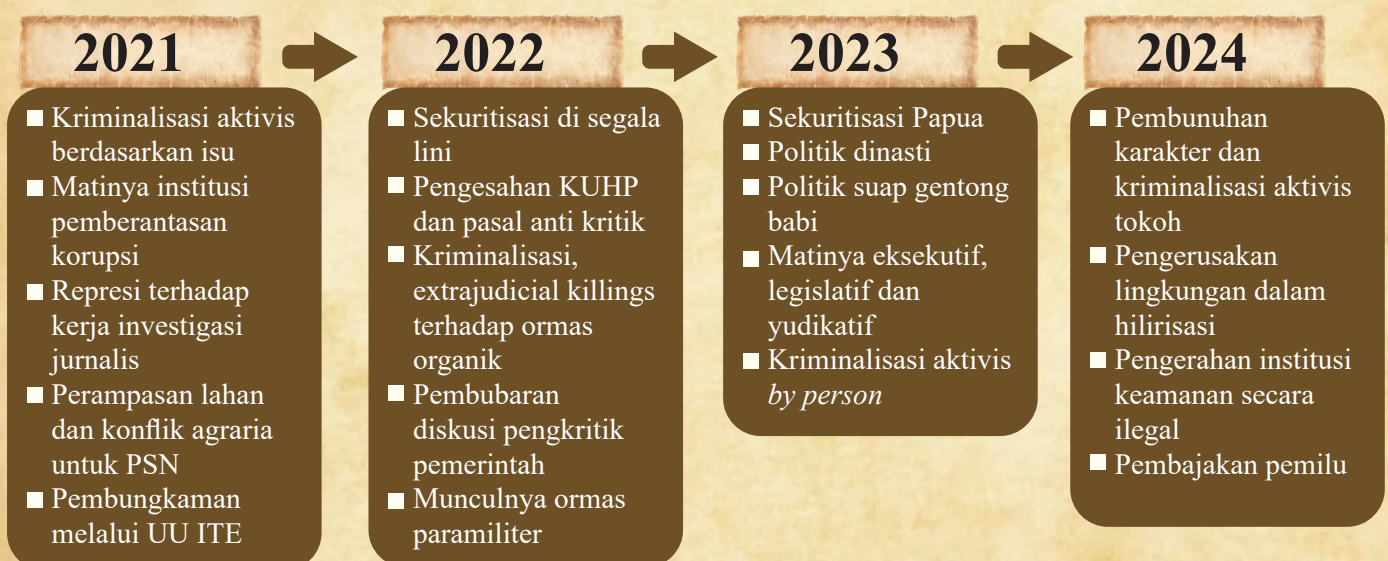 2021
Kriminalisasi aktivis
berdasarkan isu
Matinya institusi
pemberantasan
korupsi
Represi terhadap
kerja investigasi
jurnalis
Perampasan lahan
dan konflik agraria
untuk PSN
Pembungkaman
melalui UU ITE
2022
Sekuritisasi di segala
lini
Pengesahan KUHP
dan pasal anti kritik
Kriminalisasi,
extrajudicial killings
terhadap ormas
organik
Pembubaran
diskusi pengkritik
pemerintah
Munculnya ormas
paramiliter
2023
Sekuritisasi Papua
Politik dinasti
Politik suap gentong
babi
Matinya eksekutif,
legislatif dan
yudikatif
Kriminalisasi aktivis
by person
2024
Pembunuhan
karakter dan
kriminalisasi aktivis
tokoh
Pengerusakan
lingkungan dalam
hilirisasi
Pengerahan institusi
keamanan secara
ilegal
Pembajakan pemilu